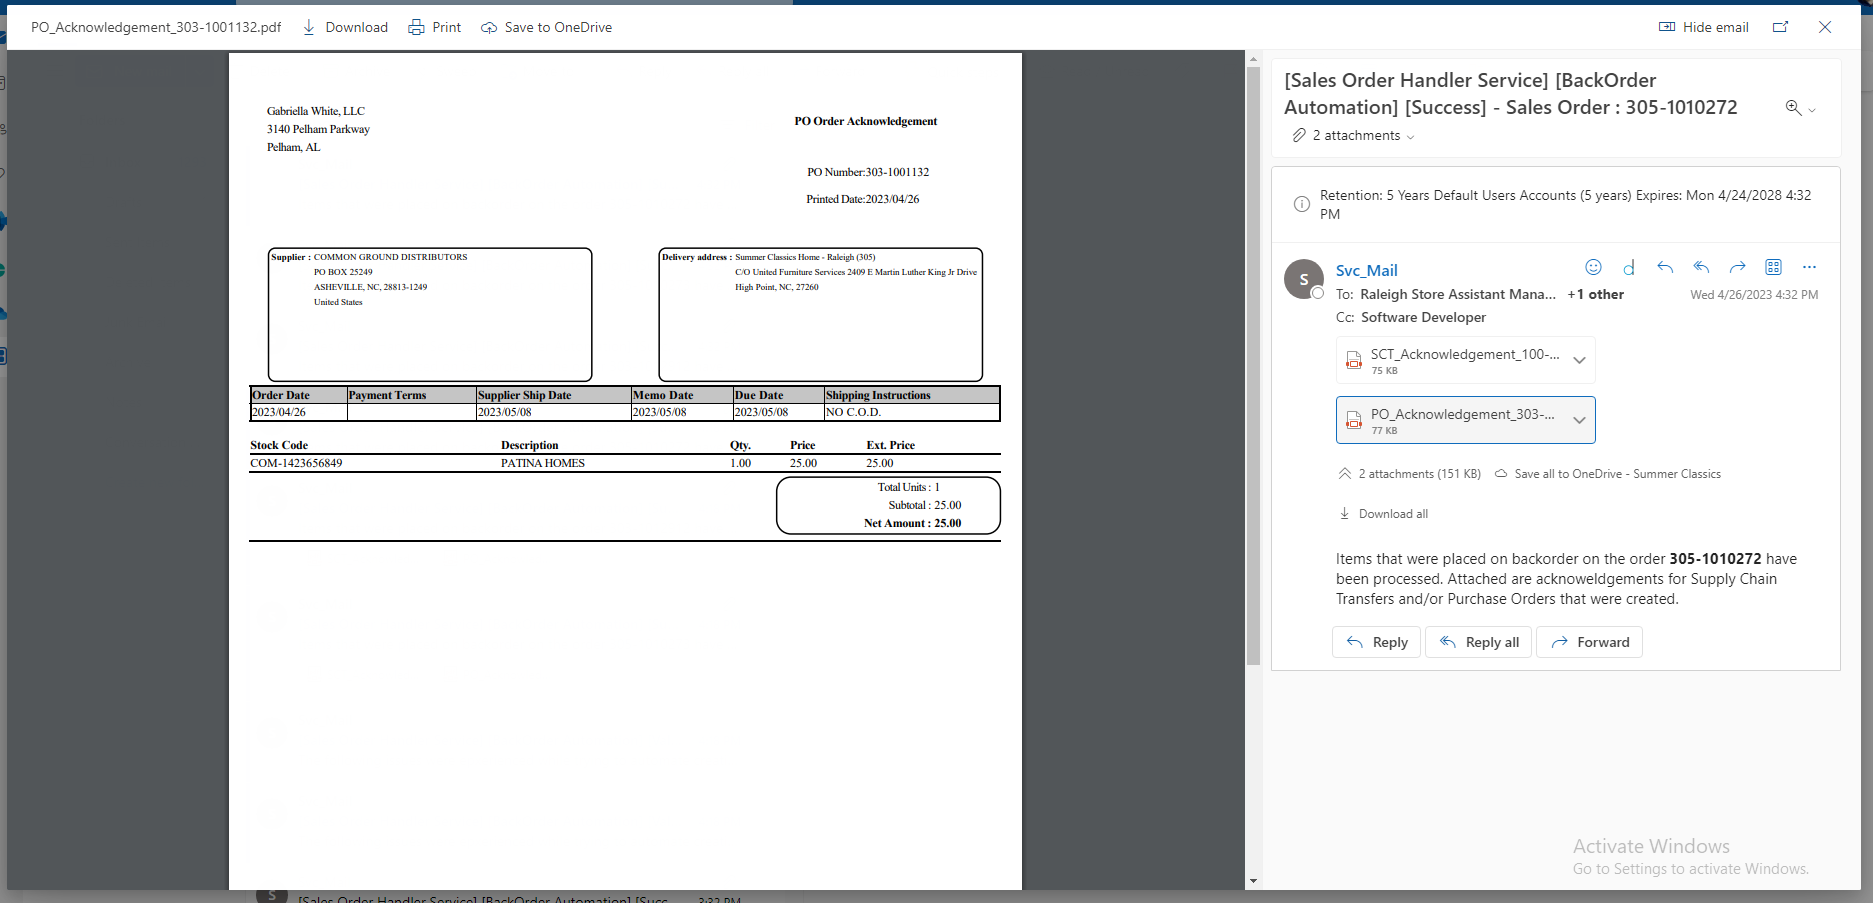 PO_Acknowledgement_303-1001132.pdf Download Print Save to OneDrive Hide email
Gabriella White, LLC
3140 Pelham Parkway
Pelham, AL
PO Order Acknowledgement
PO Number:303-1001132
Printed Date:2023/04/26
Supplier : COMMON GROUND DISTRIBUTORS
PO BOX 25249
ASHEVILLE, NC, 28813-1249
United States
Delivery address : Summer Classics Home - Raleigh (305)
C/O United Furniture Services 2409 E Martin Luther King Jr Drive
High Point, NC, 27260
Order Date Payment Terms Supplier Ship Date Memo Date Due Date Shipping Instructions
2023/04/26 2023/05/08 2023/05/08 2023/05/08 NO C.O.D.
Stock Code Description Qty. Price Ext. Price
COM-1423656849 PATINA HOMES 1.00 25.00 25.00
Total Units : 1
Subtotal : 25.00
Net Amount : 25.00
[Sales Order Handler Service] [BackOrder
Automation] [Success] - Sales Order : 305-1010272
2 attachments
Retention: 5 Years Default Users Accounts (5 years) Expires: Mon 4/24/2028 4:32
PM
S
Svc_Mail
To: Raleigh Store Assistant Mana... +1 other Wed 4/26/2023 4:32 PM
Cc: Software Developer
SCT_Acknowledgement_100-...
75 KB
PO_Acknowledgement_303-...
77 KB
2 attachments (151 KB) Save all to OneDrive - Summer Classics
Download all
Items that were placed on backorder on the order 305-1010272 have
been processed. Attached are acknoweldgements for Supply Chain
Transfers and/or Purchase Orders that were created.
Reply Reply all Forward
Activate Windows
Go to Settings to activate Windows.
S [Sales Order Handler Service] [BackOrder Automation] [Succ... 3:32 PM